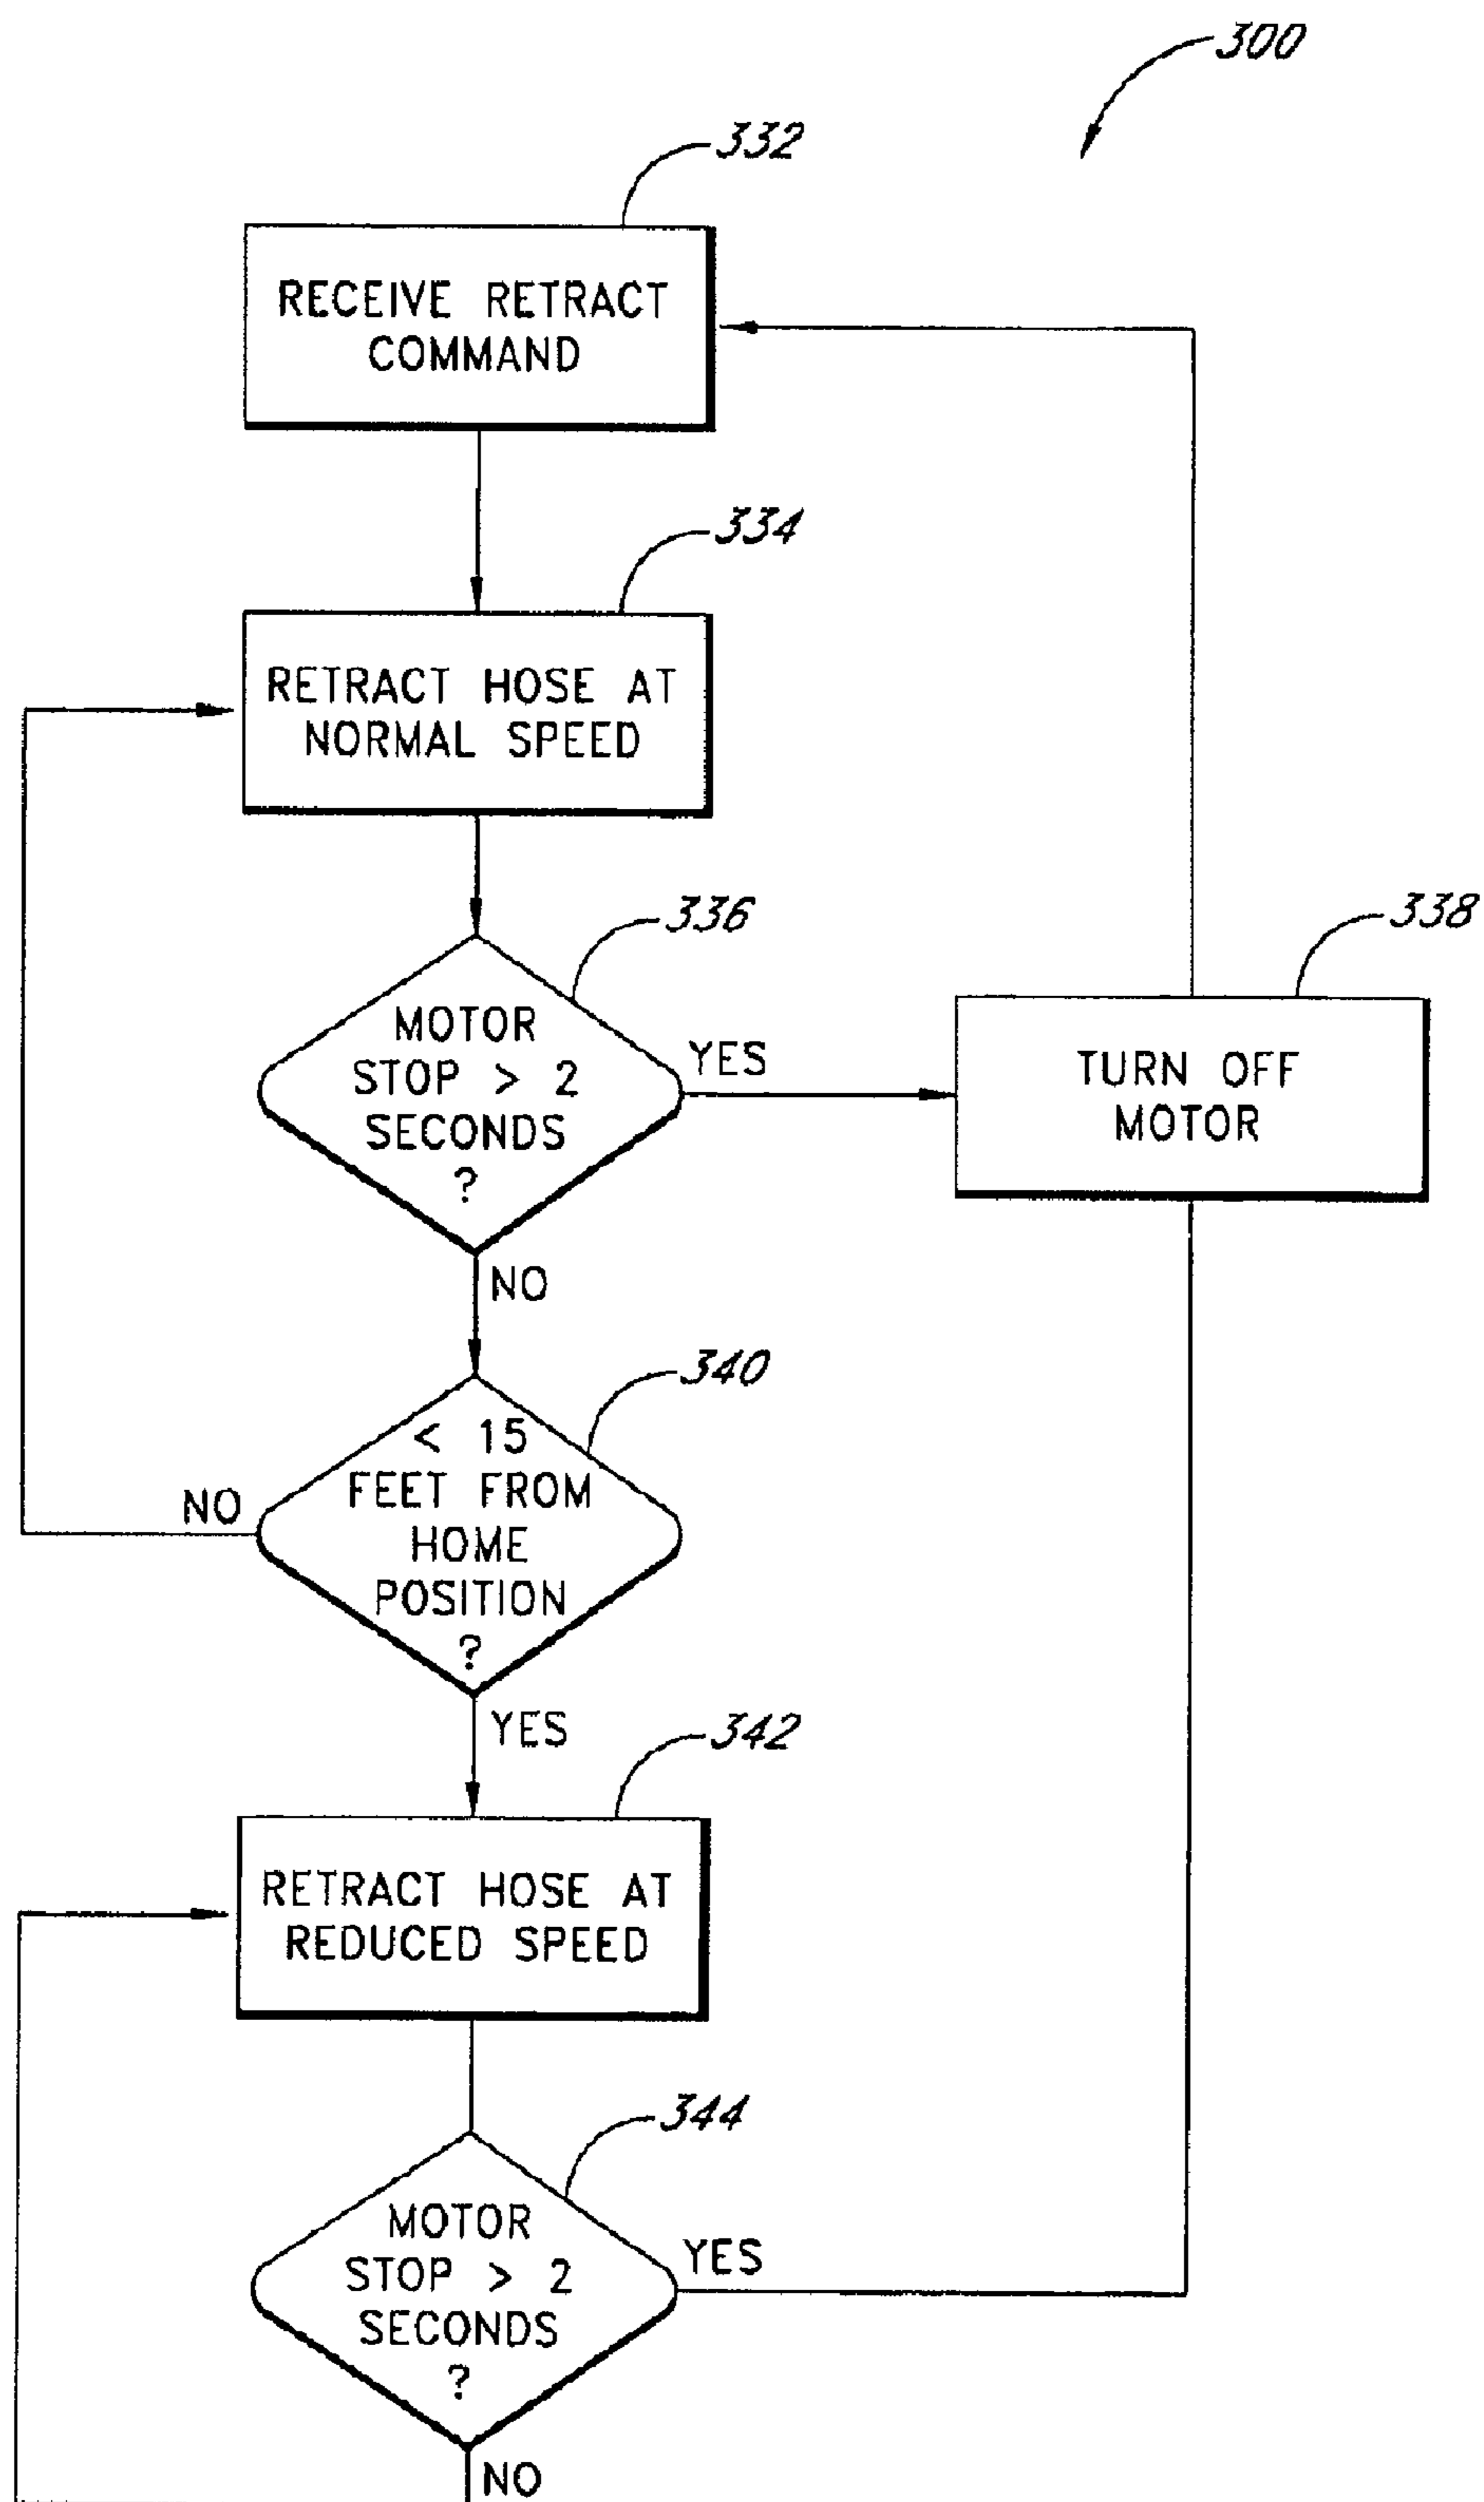 300
332
RECEIVE RETRACT
COMMAND
334
RETRACT HOSE AT
NORMAL SPEED
336
MOTOR
STOP > 2
SECONDS
?
YES
338
TURN OFF
MOTOR
NO
340
< 15
FEET FROM
HOME
POSITION
?
NO
YES
342
RETRACT HOSE AT
REDUCED SPEED
344
MOTOR
STOP > 2
SECONDS
?
YES
NO